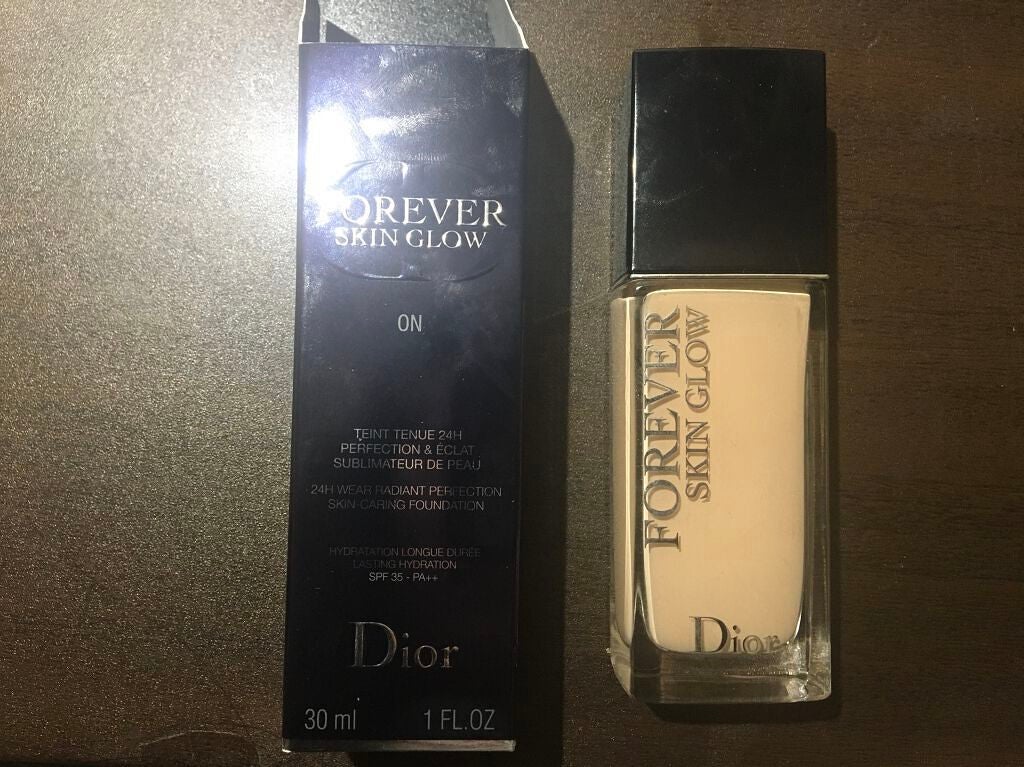 FOREVER
SKIN GLOW
ON
TEINT TENUE 24H
PERFECTION & ÉCLAT
SUBLIMATEUR DE PEAU
24H WEAR RADIANT PERFECTION
SKIN-CARING FOUNDATION
HYDRATATION LONGUE DURÉE
LASTING HYDRATION
SPF 35 - PA++
Dior
30 ml 1 FL.OZ
FOREVER
SKIN GLOW
Dior